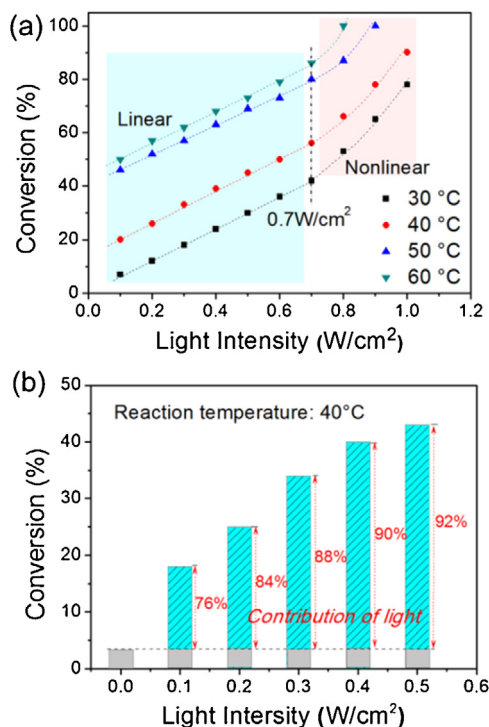 (a)
100
80
60
40
20
0
Conversion (%)
Linear
Nonlinear
0.7W/cm²
30 °C
40 °C
50 °C
60 °C
0.0 0.2 0.4 0.6 0.8 1.0 1.2
Light Intensity (W/cm²)
(b)
50
40
30
20
10
0
Conversion (%)
Reaction temperature: 40°C
76%
84%
88%
90%
92%
Contribution of light
0.0 0.1 0.2 0.3 0.4 0.5
Light Intersity (W/cm²)